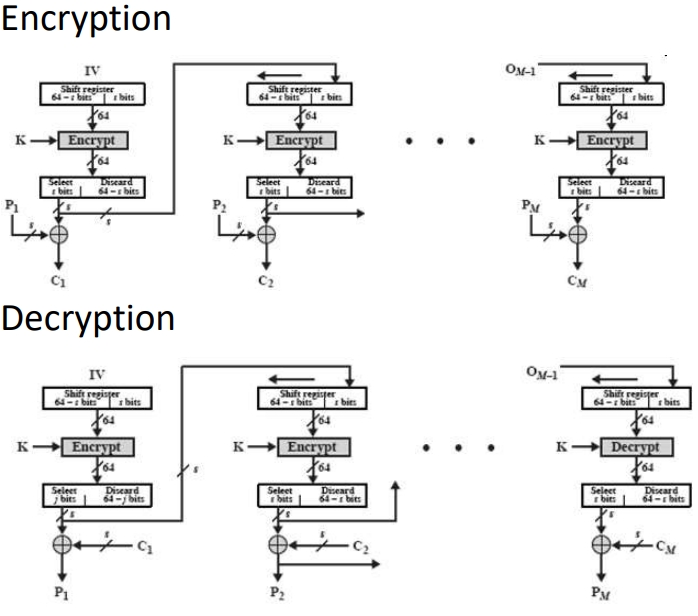 Encryption
IV
O_{M-1}
Shift register
64 – s bits | s bits
Shift register
64 – s bits | s bits
Shift register
64 – s bits | s bits
64
64
64
K
Encrypt
K
Encrypt
K
Encrypt
64
64
64
Select Discard
s bits | 64 – s bits
Select Discard
s bits | 64 – s bits
Select Discard
s bits | 64 – s bits
P_1
s
s
P_2
s
P_M
s
s
s
s
C_1
C_2
C_M
Decryption
IV
O_{M-1}
Shift register
64 – s bits | s bits
Shift register
64 – s bits | s bits
Shift register
64 – s bits | s bits
64
64
64
K
Encrypt
K
Encrypt
K
Decrypt
64
s
64
64
Select Discard
j bits | 64 – j bits
Select Discard
s bits | 64 – s bits
Select Discard
s bits | 64 – s bits
s
s
s
s
C_1
s
C_2
s
C_M
P_1
P_2
P_M